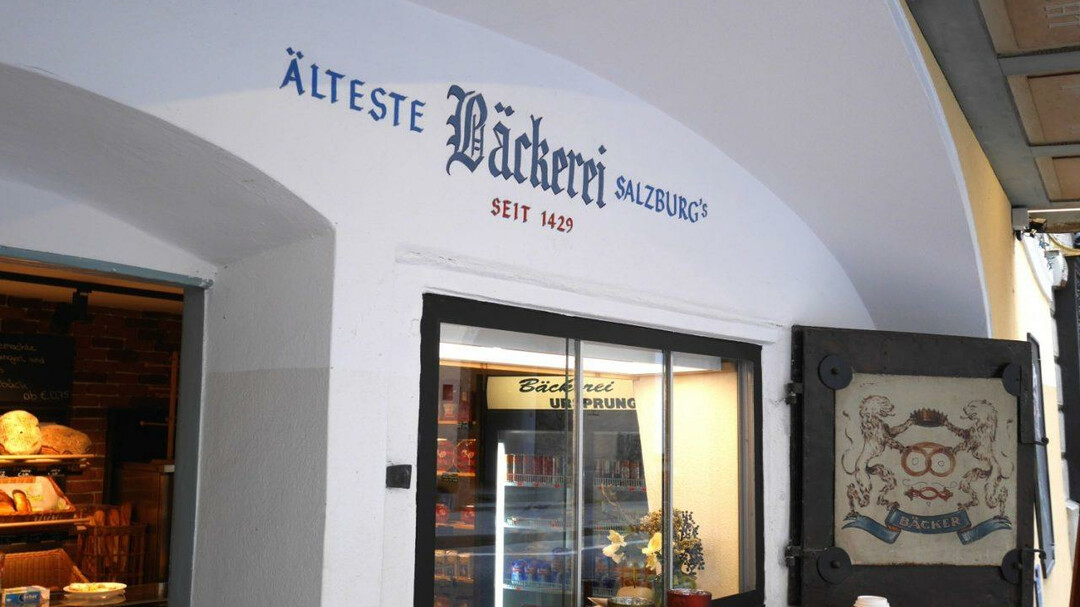 ÄLTESTE Bäckerei SALZBURG's
SEIT 1429
Bäckerei
URSPRUNG
BÄCKER